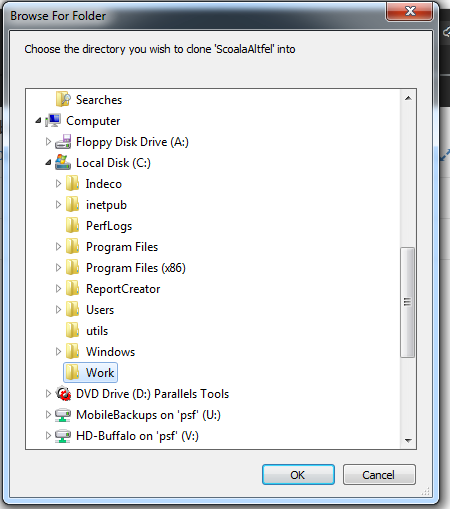 Browse For Folder
Choose the directory you wish to clone 'ScoalaAltfel' into
Searches
Computer
Floppy Disk Drive (A:)
Local Disk (C:)
Indeco
inetpub
PerfLogs
Program Files
Program Files (x86)
ReportCreator
Users
utils
Windows
Work
DVD Drive (D:) Parallels Tools
MobileBackups on 'psf' (U:)
HD-Buffalo on 'psf' (V:)
OK Cancel